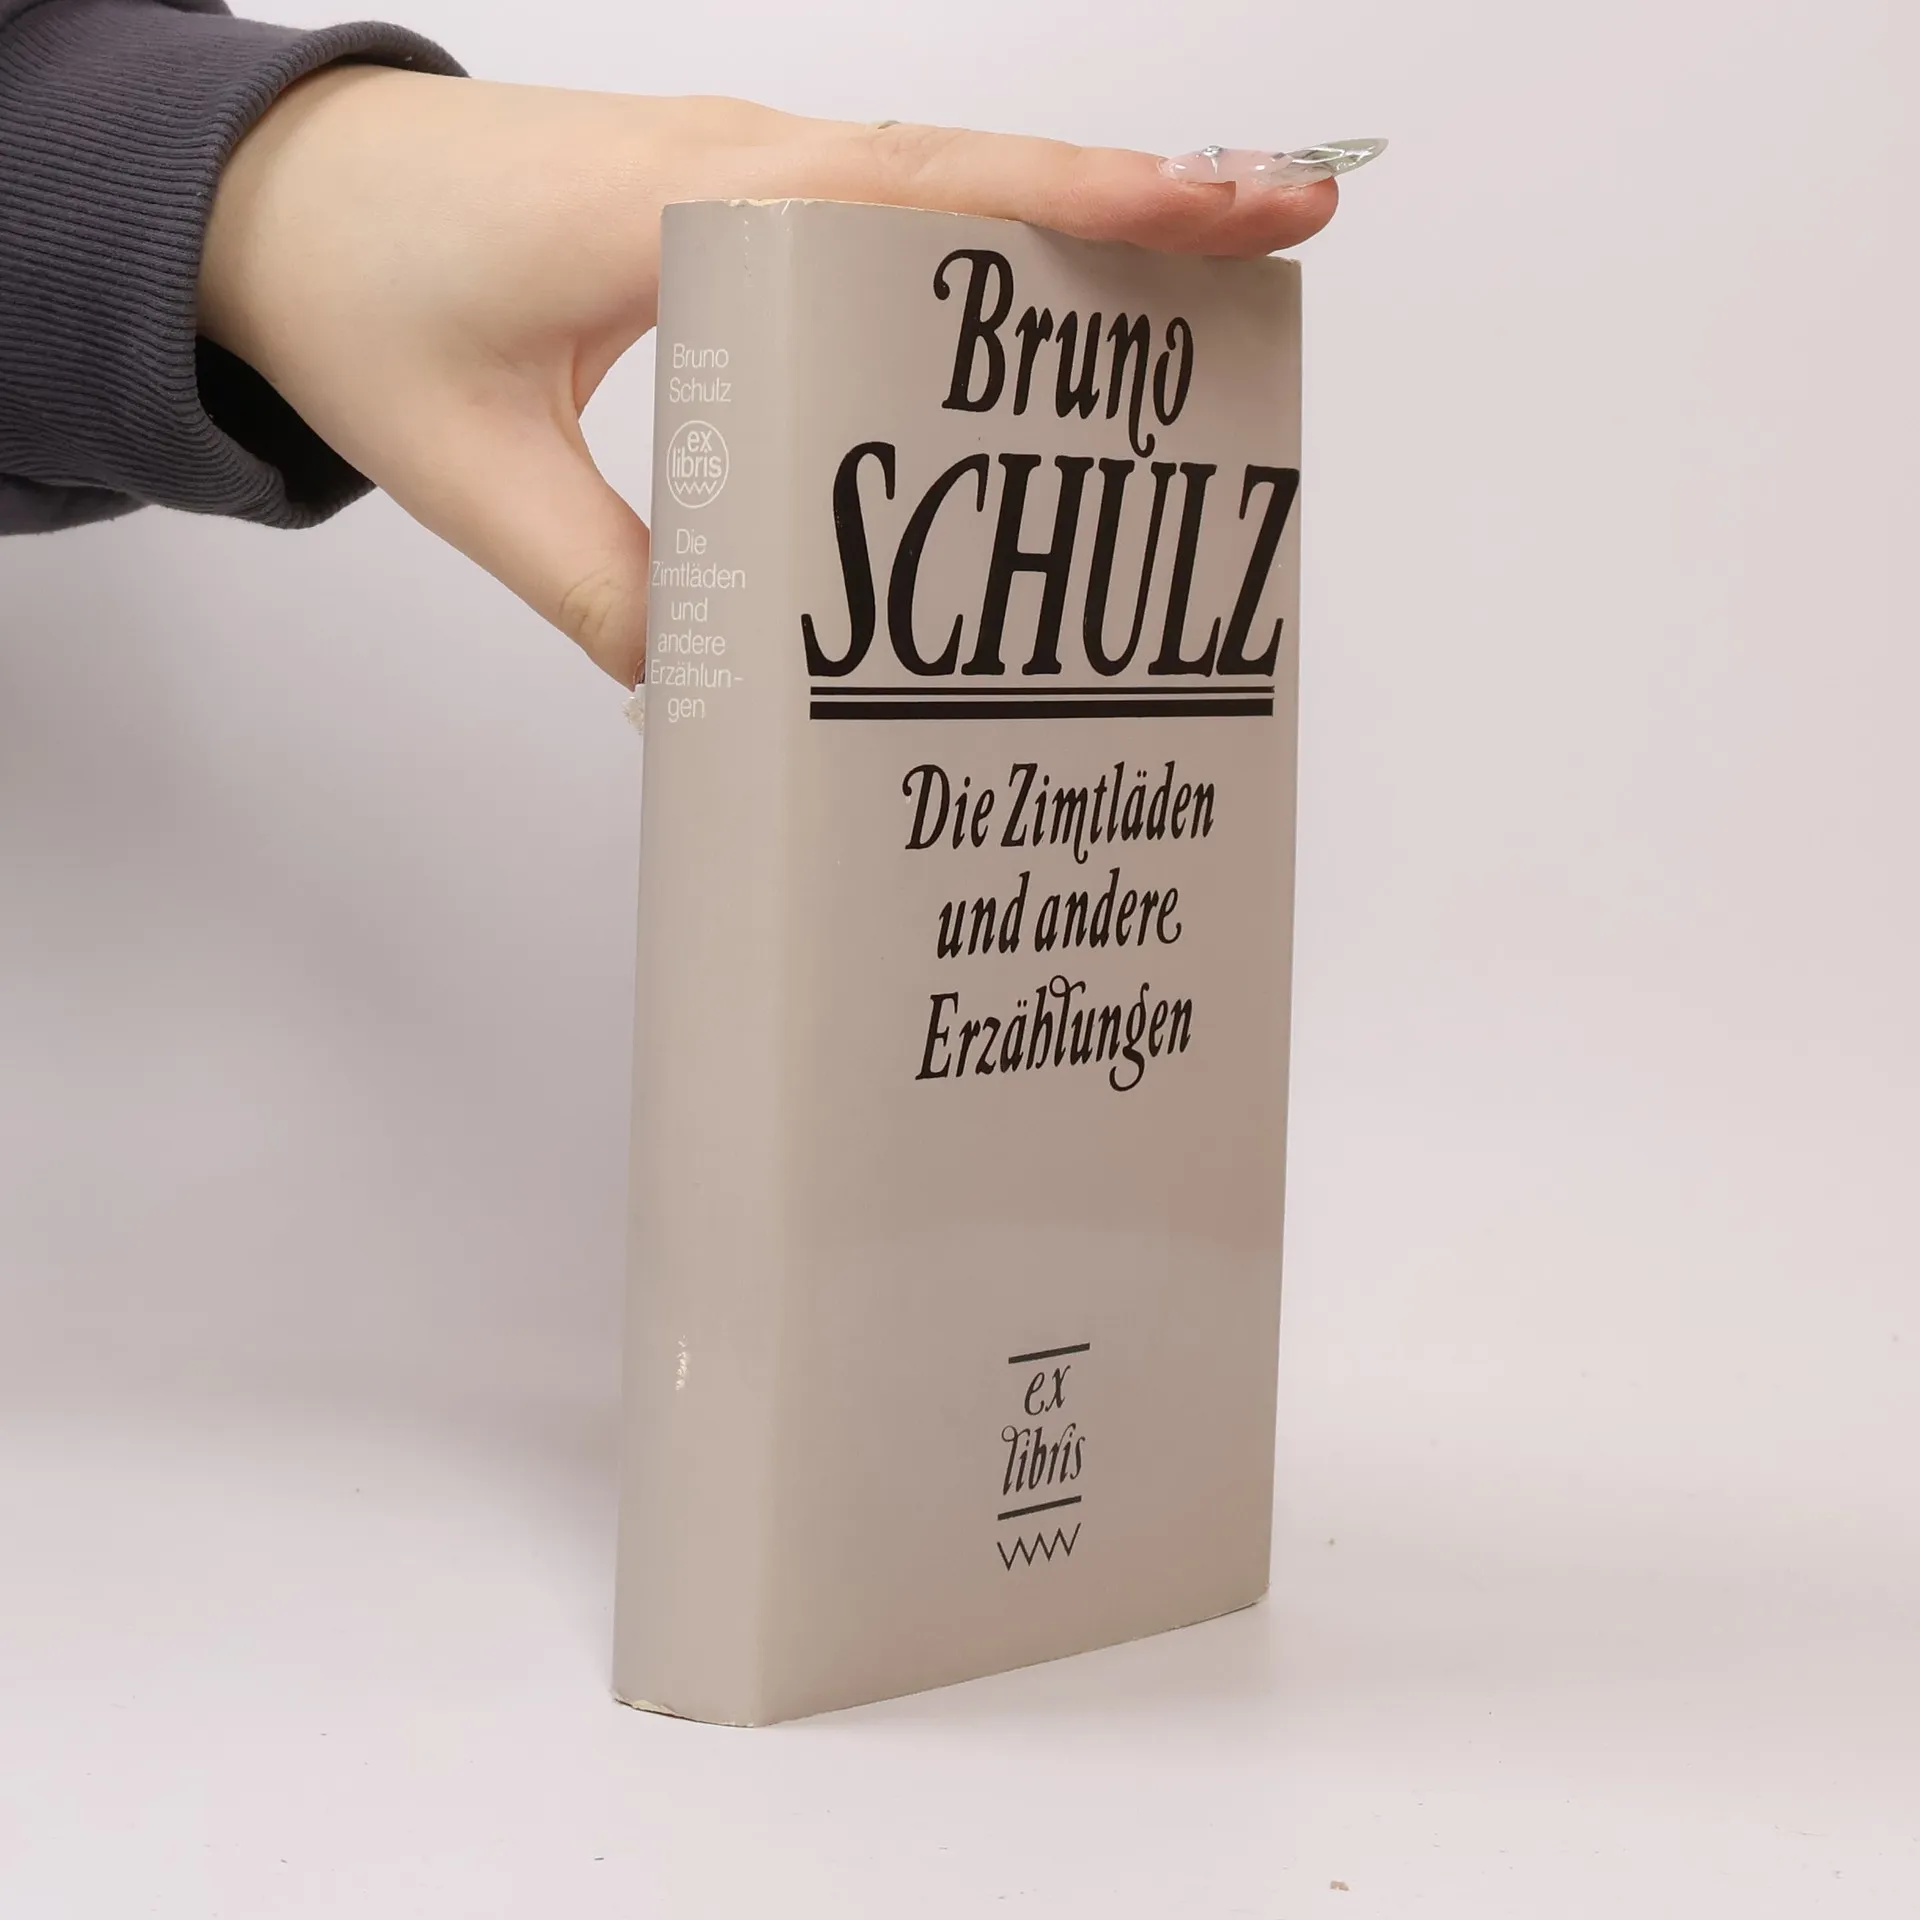 Bruno
SCHULZ
Die Zimtläden
und andere
Erzählungen
ex
libris
Bruno
Schulz
ex
libris
Die
Zimtläden
und
andere
Erzählun-
gen